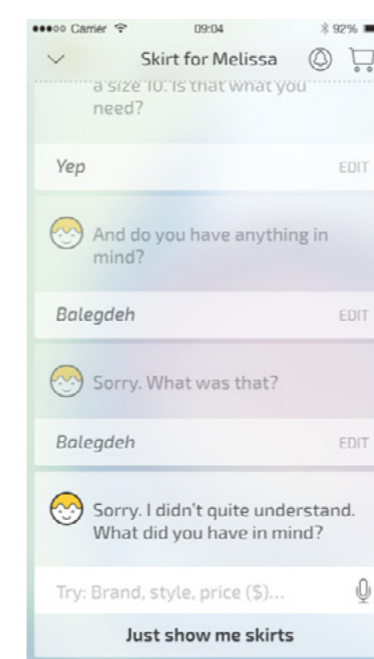 Carrier 09:04 92%
Skirt for Melissa
a size 10. Is that what you
need?
Yep EDIT
And do you have anything in
mind?
Balegdeh EDIT
Sorry. What was that?
Balegdeh EDIT
Sorry. I didn't quite understand.
What did you have in mind?
Try: Brand, style, price ($)...
Just show me skirts